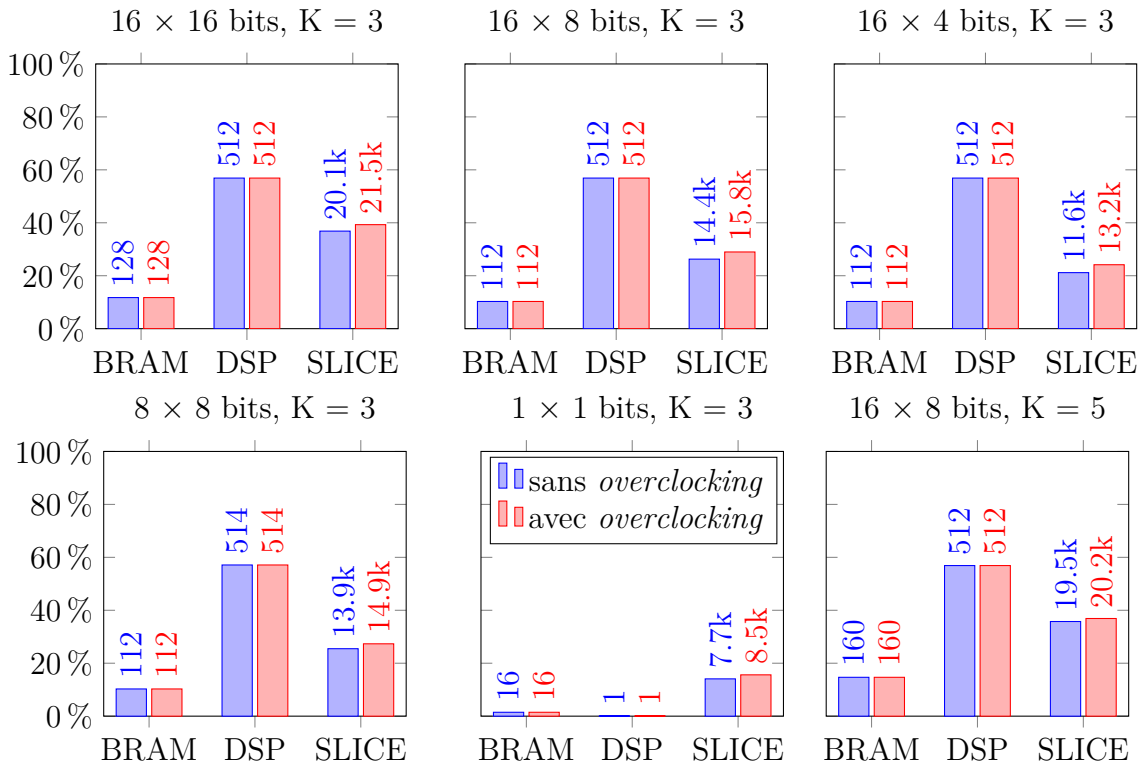 16 × 16 bits, K = 3
100 %
80 %
60 %
40 %
20 %
0 %
128
128
512
512
20.1k
21.5k
BRAM DSP SLICE
16 × 8 bits, K = 3
112
112
512
512
14.4k
15.8k
BRAM DSP SLICE
16 × 4 bits, K = 3
112
112
512
512
11.6k
13.2k
BRAM DSP SLICE
8 × 8 bits, K = 3
100 %
80 %
60 %
40 %
20 %
0 %
112
112
514
514
13.9k
14.9k
BRAM DSP SLICE
1 × 1 bits, K = 3
sans overclocking
avec overclocking
16
16
1
1
7.7k
8.5k
BRAM DSP SLICE
16 × 8 bits, K = 5
160
160
512
512
19.5k
20.2k
BRAM DSP SLICE